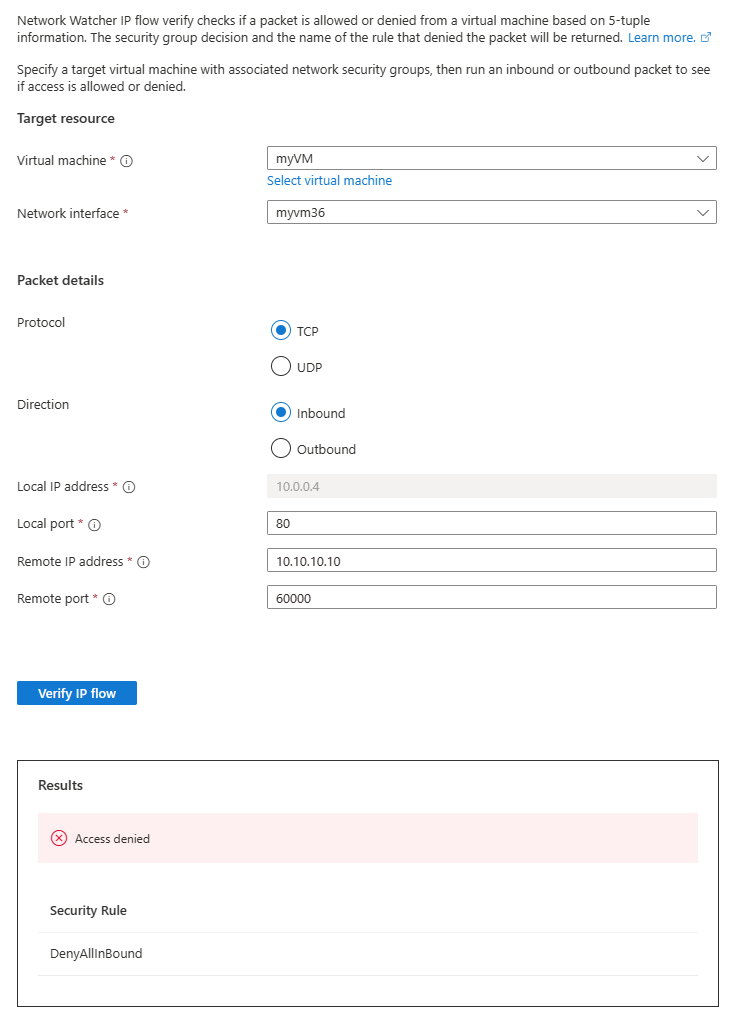 Network Watcher IP flow verify checks if a packet is allowed or denied from a virtual machine based on 5-tuple
information. The security group decision and the name of the rule that denied the packet will be returned. Learn more.
Specify a target virtual machine with associated network security groups, then run an inbound or outbound packet to see
if access is allowed or denied.
Target resource
Virtual machine *
myVM
Select virtual machine
Network interface *
myvm36
Packet details
Protocol
TCP
UDP
Direction
Inbound
Outbound
Local IP address *
10.0.0.4
Local port *
80
Remote IP address *
10.10.10.10
Remote port *
60000
Verify IP flow
Results
Access denied
Security Rule
DenyAllInBound